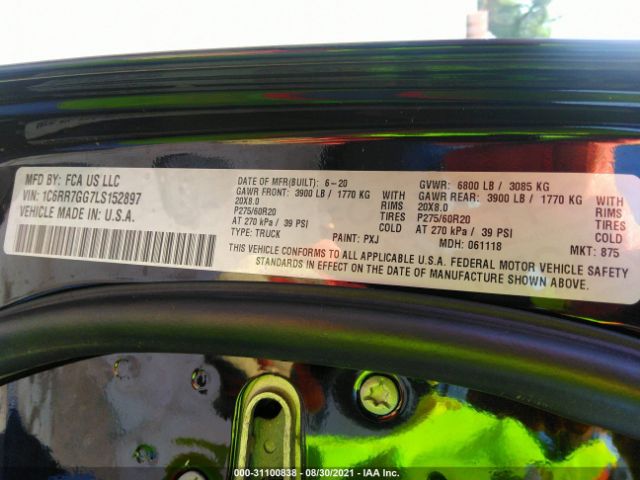 MFD BY: FCA US LLC
VIN: 1C6RR7GG7LS152897
VEHICLE MADE IN: U.S.A.
DATE OF MFR(BUILT): 6-20 GVWR: 6800 LB / 3085 KG
GAWR FRONT: 3900 LB / 1770 KG WITH GAWR REAR: 3900 LB / 1770 KG WITH
20X8.0 RIMS 20X8.0 RIMS
P275/60R20 TIRES P275/60R20 TIRES
AT 270 kPa / 39 PSI COLD AT 270 kPa / 39 PSI COLD
TYPE: TRUCK PAINT: PXJ MDH: 061118 MKT: 875
THIS VEHICLE CONFORMS TO ALL APPLICABLE U.S.A. FEDERAL MOTOR VEHICLE SAFETY
STANDARDS IN EFFECT ON THE DATE OF MANUFACTURE SHOWN ABOVE.
000-31100838 - 08/30/2021 - IAA Inc.